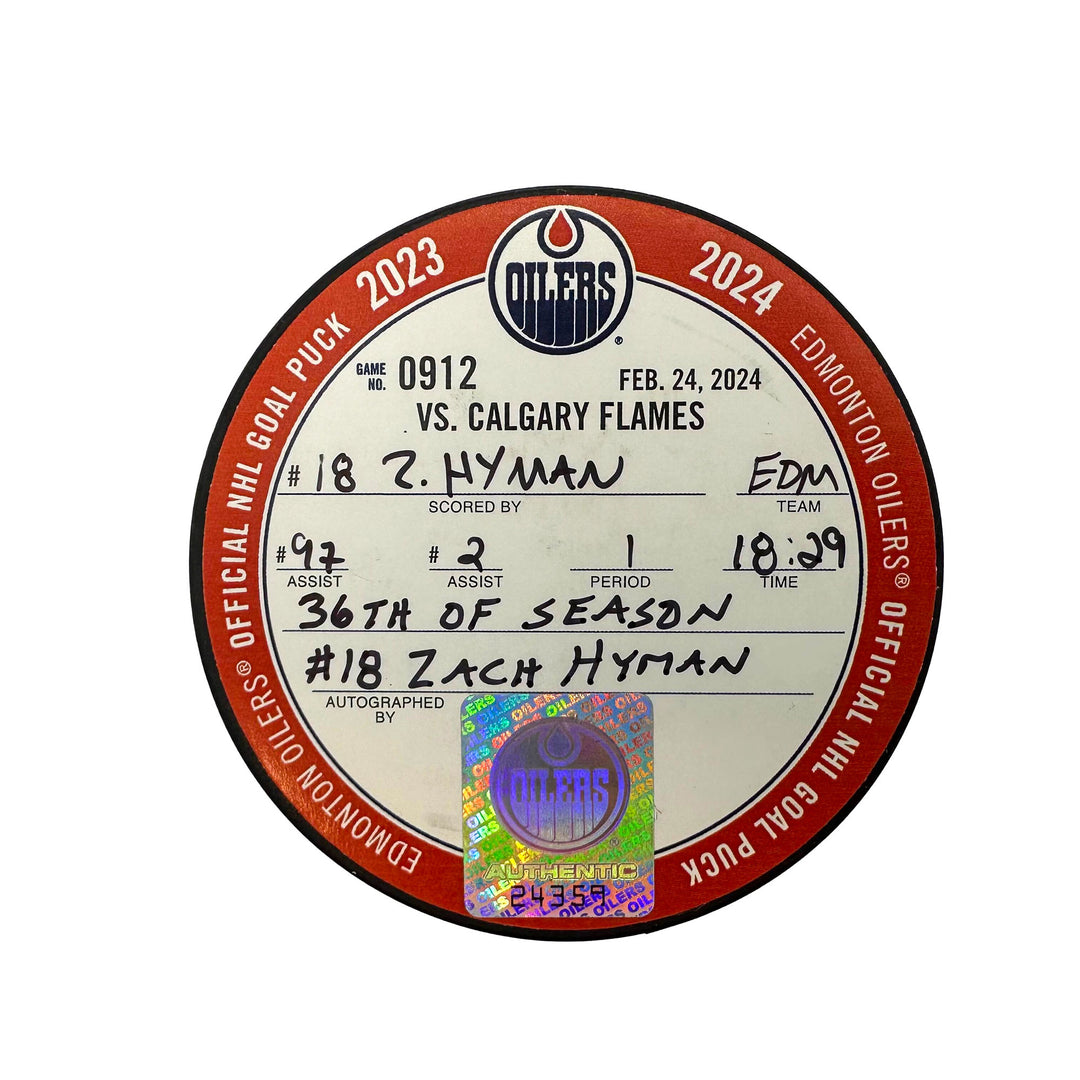 2023
2024
OILERS
EDMONTON OILERS® OFFICIAL NHL GOAL PUCK
EDMONTON OILERS® OFFICIAL NHL GOAL PUCK
GAME NO. 0912
FEB. 24, 2024
VS. CALGARY FLAMES
# 18 Z. HYMAN EDM
SCORED BY TEAM
# 97 # 2 1 18:29
ASSIST ASSIST PERIOD TIME
36TH OF SEASON
#18 ZACH HYMAN
AUTOGRAPHED
BY
OILERS
AUTHENTIC
24359